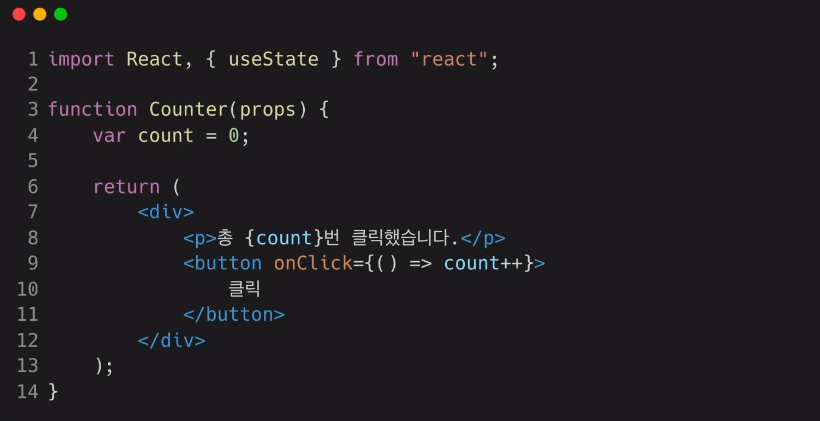 1 import React, { useState } from "react";
2
3 function Counter(props) {
4     var count = 0;
5
6     return (
7         <div>
8             <p>총 {count}번 클릭했습니다.</p>
9             <button onClick={() => count++}>
10                 클릭
11             </button>
12         </div>
13     );
14 }